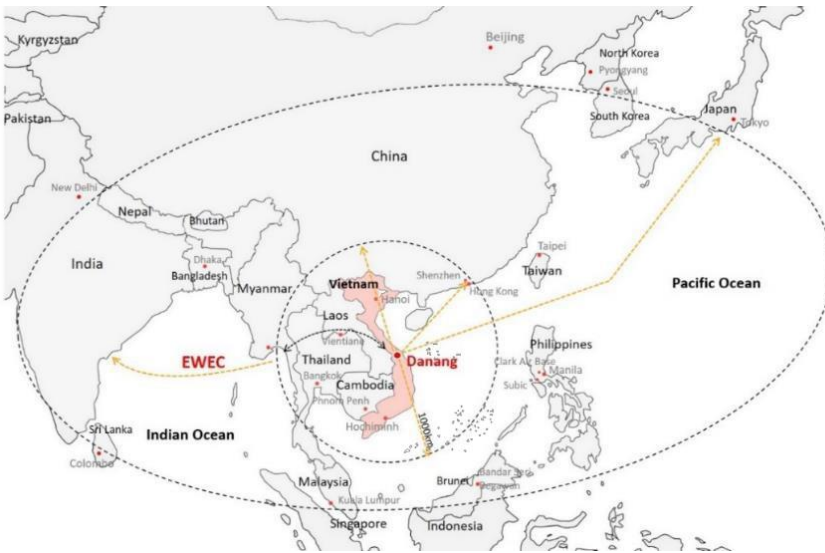 Kyrgyzstan
Beijing
North Korea
Pyongyang
Seoul
Japan
Tokyo
South Korea
Pakistan
China
New Delhi
Nepal
Bhutan
India
Dhaka
Bangladesh
Myanmar
Taipei
Taiwan
Shenzhen
Hong Kong
Vietnam
Hanoi
Pacific Ocean
Laos
Vientiane
EWEC
Thailand
Danang
Philippines
Clark Air Base
Manila
Subic
Bangkok
Cambodia
Phnom Penh
Hochiminh
1000km
Sri Lanka
Colombo
Indian Ocean
Malaysia
Kuala Lumpur
Singapore
Brunei
Bandar Seri
Begawan
Indonesia